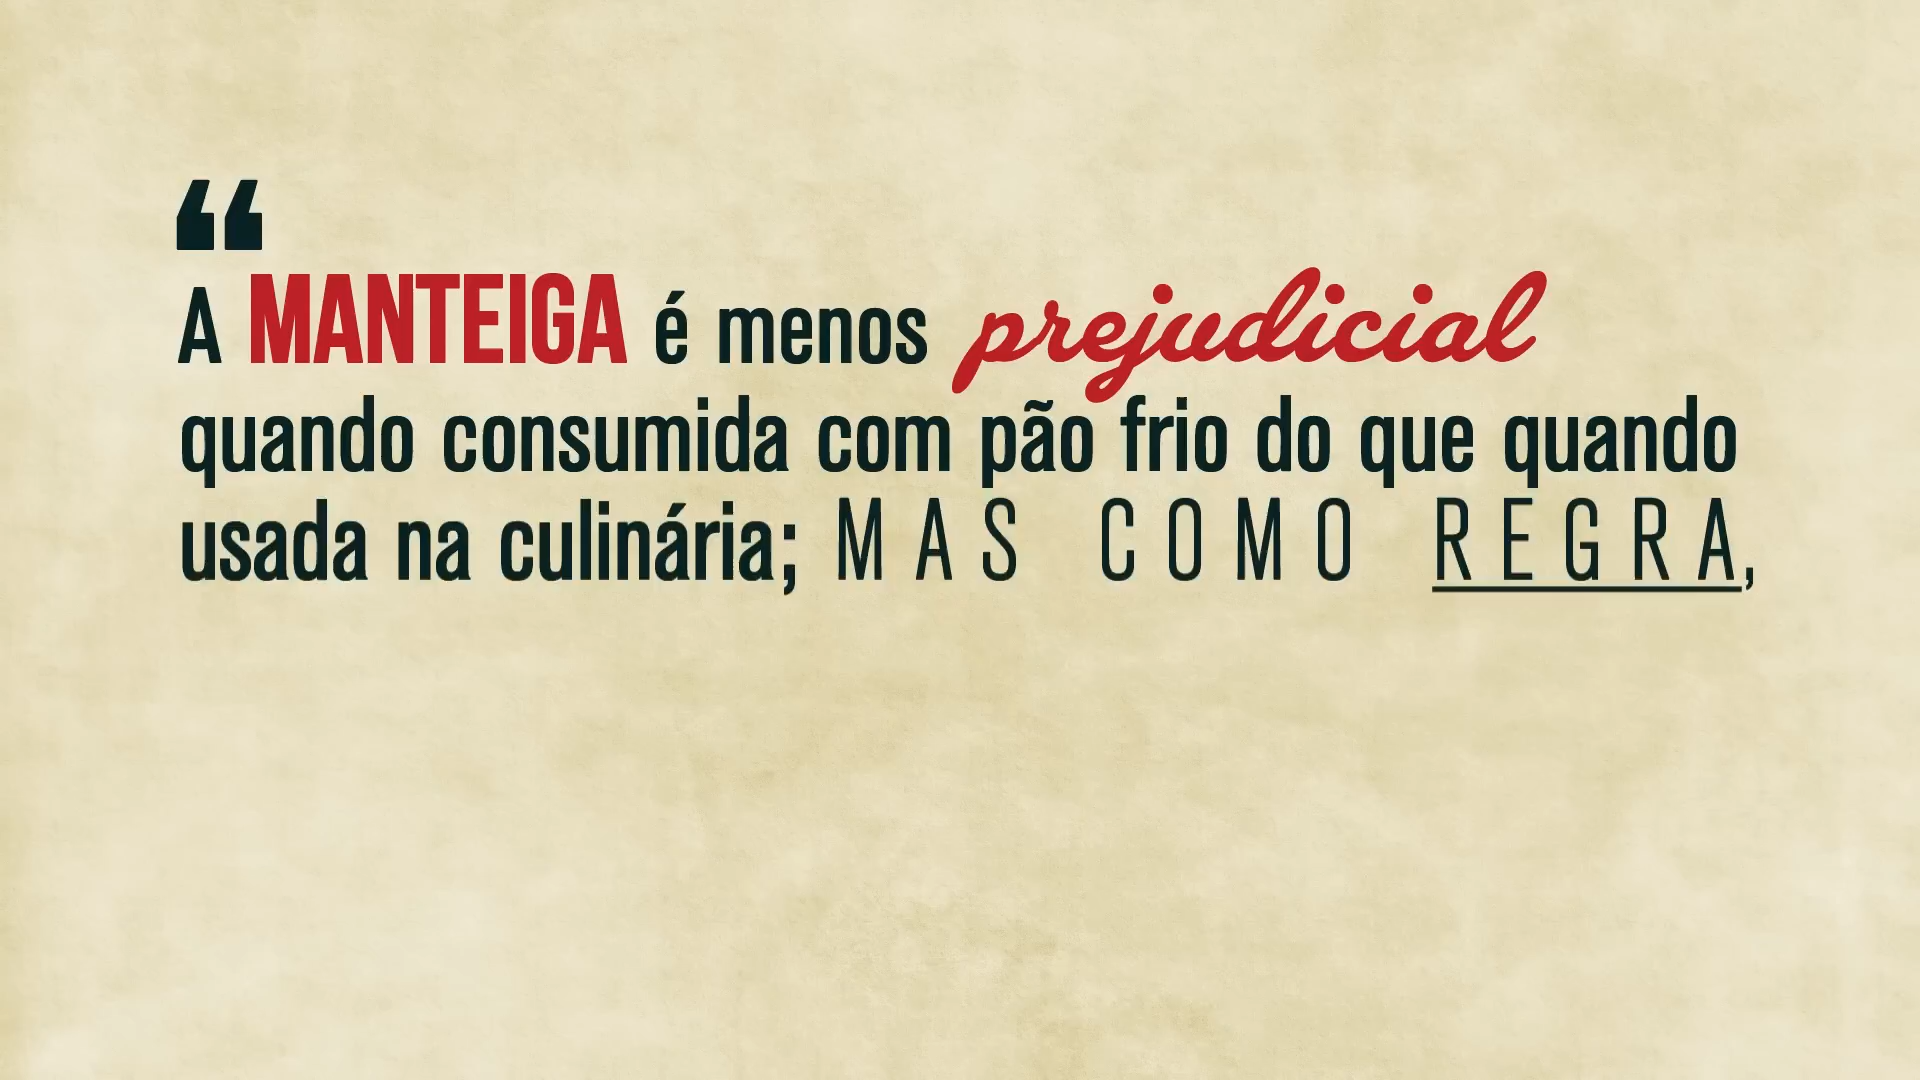 “
A MANTEIGA é menos prejudicial
quando consumida com pão frio do que quando
usada na culinária; MAS COMO REGRA,